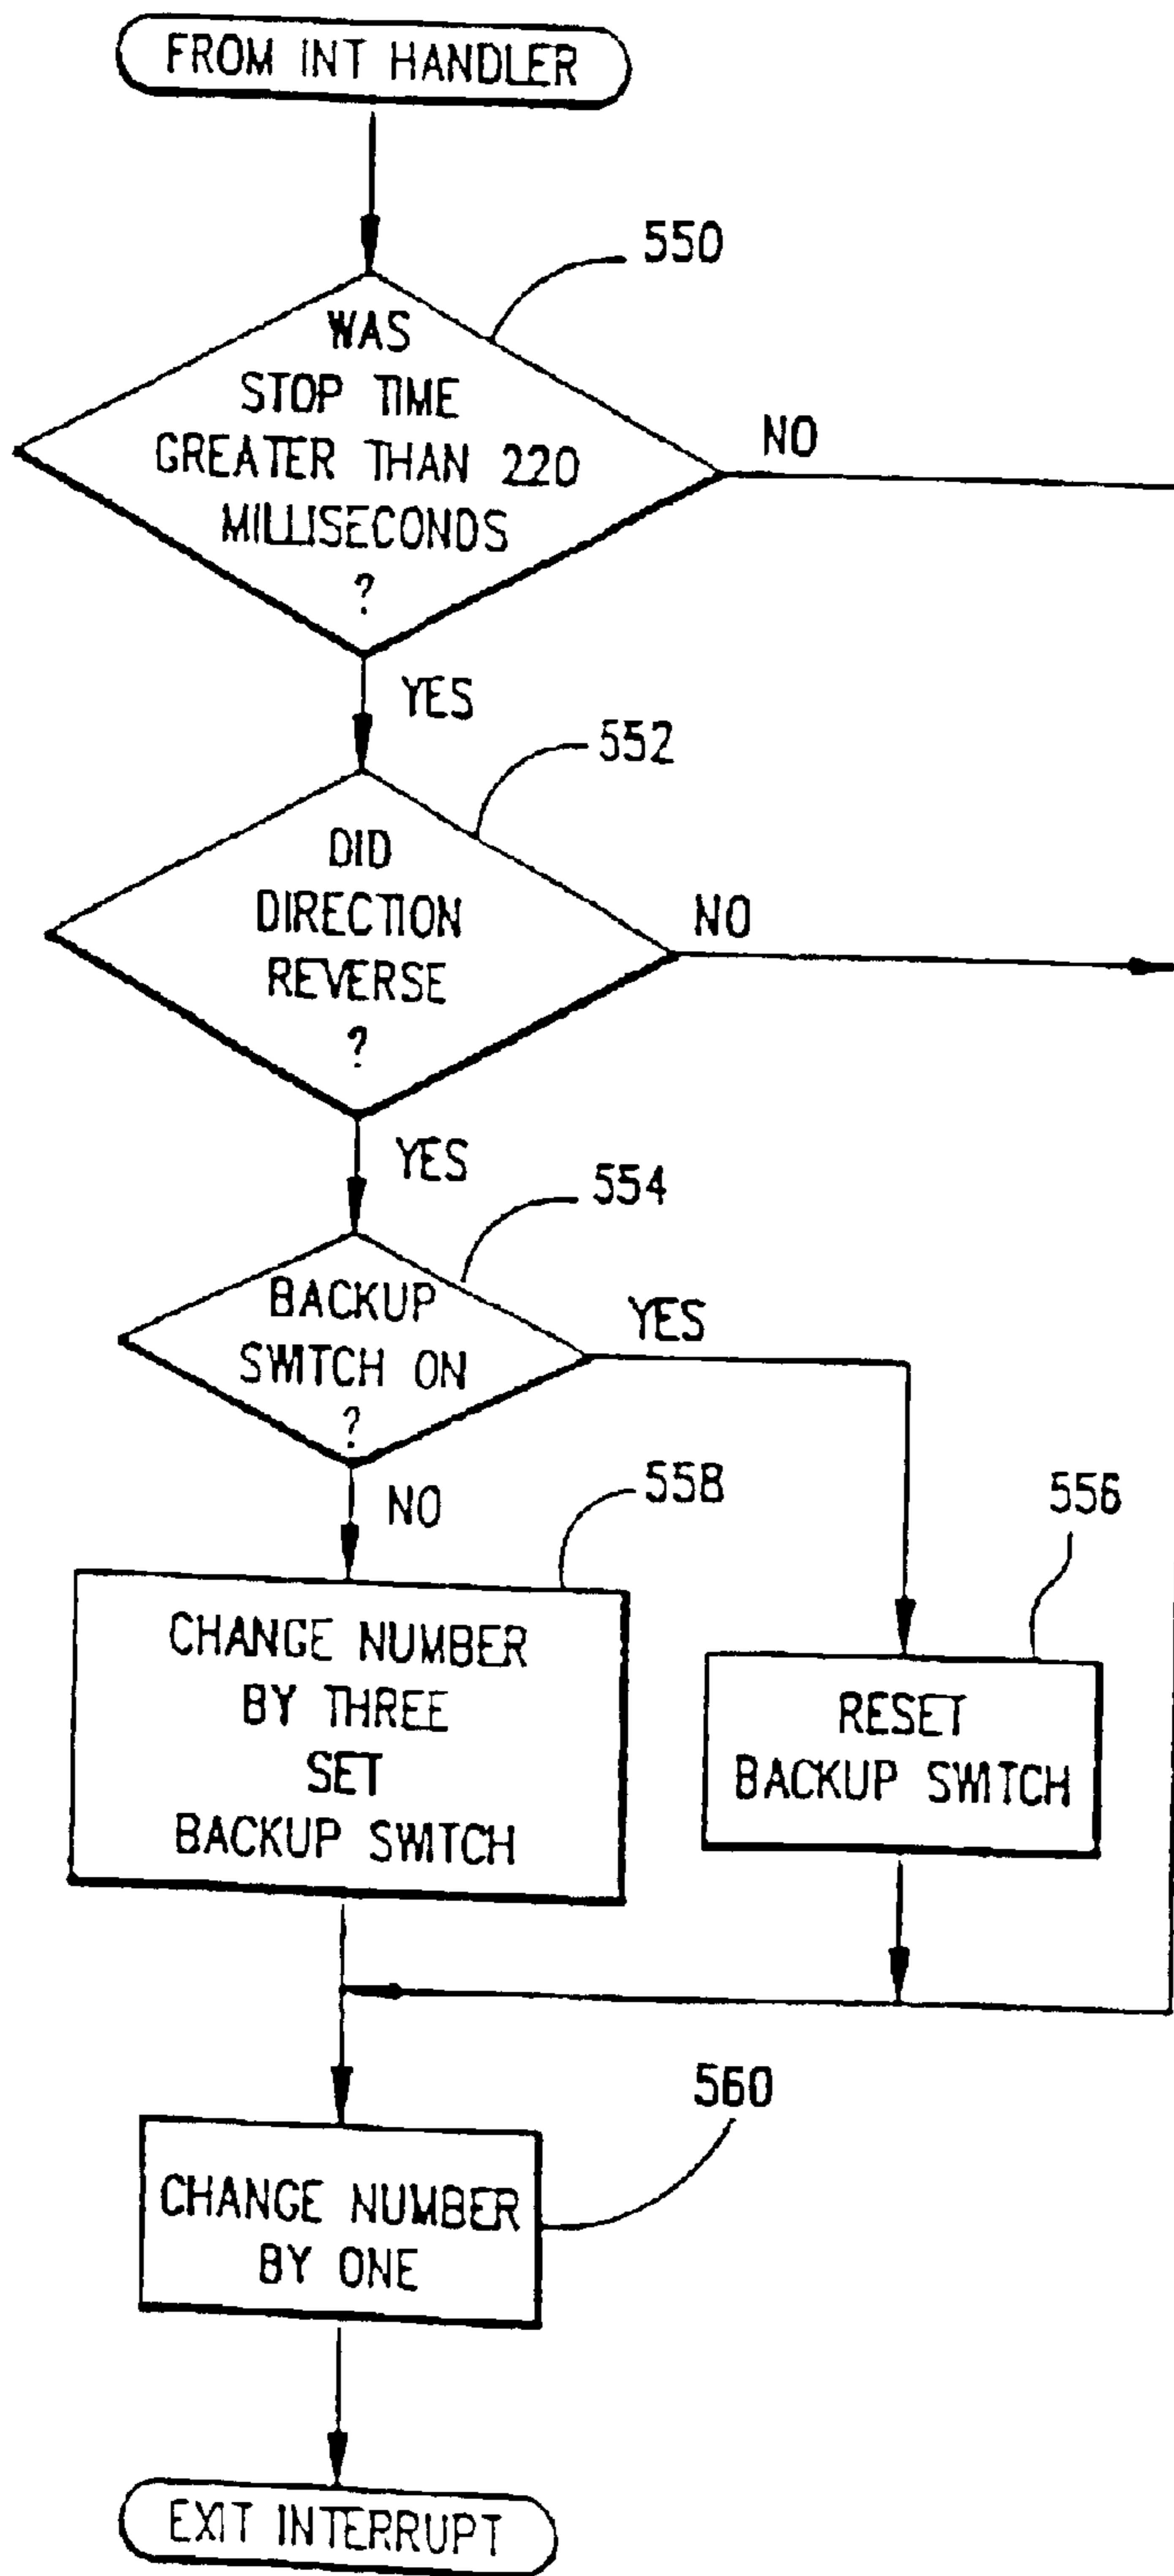 FROM INT HANDLER
550
WAS
STOP TIME
GREATER THAN 220
MILLISECONDS
?
NO
YES
552
DID
DIRECTION
REVERSE
?
NO
YES
554
BACKUP
SWITCH ON
?
YES
NO
558
CHANGE NUMBER
BY THREE
SET
BACKUP SWITCH
556
RESET
BACKUP SWITCH
560
CHANGE NUMBER
BY ONE
EXIT INTERRUPT